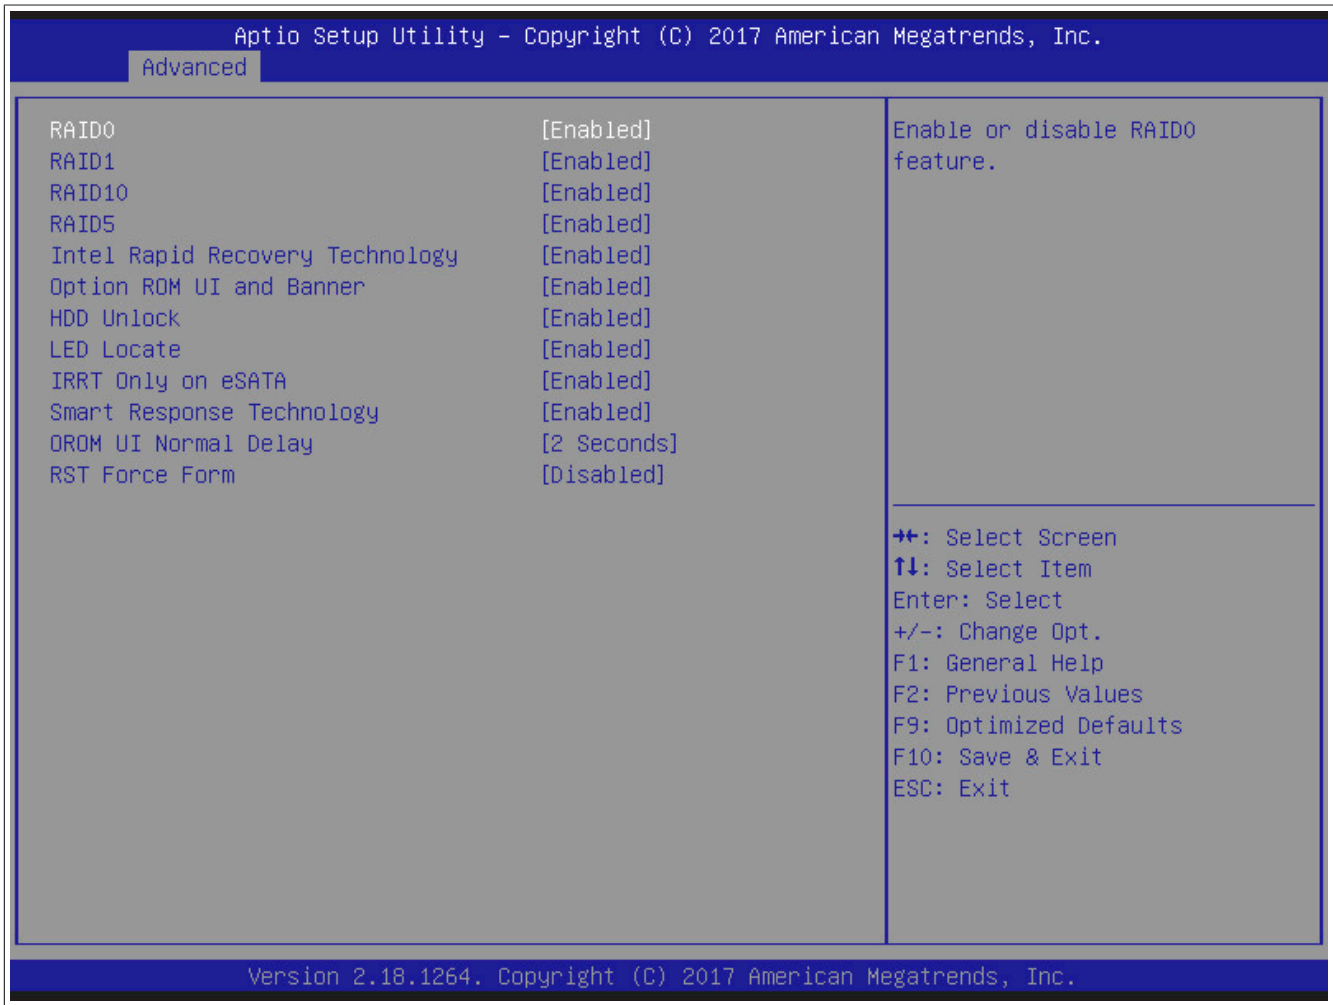 Aptio Setup Utility – Copyright (C) 2017 American Megatrends, Inc.
Advanced
RAID0 [Enabled]
RAID1 [Enabled]
RAID10 [Enabled]
RAID5 [Enabled]
Intel Rapid Recovery Technology [Enabled]
Option ROM UI and Banner [Enabled]
HDD Unlock [Enabled]
LED Locate [Enabled]
IRRT Only on eSATA [Enabled]
Smart Response Technology [Enabled]
OROM UI Normal Delay [2 Seconds]
RST Force Form [Disabled]
Enable or disable RAID0
feature.
→←: Select Screen
↑↓: Select Item
Enter: Select
+/-: Change Opt.
F1: General Help
F2: Previous Values
F9: Optimized Defaults
F10: Save & Exit
ESC: Exit
Version 2.18.1264. Copyright (C) 2017 American Megatrends, Inc.